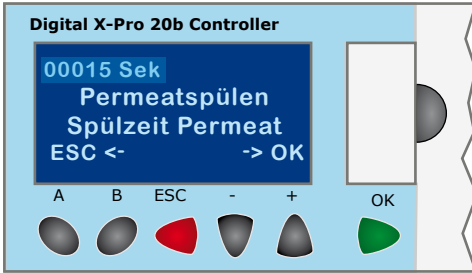 Digital X-Pro 20b Controller
00015 Sek
Permeatspülen
Spülzeit Permeat
ESC <- -> OK
A B ESC - + OK